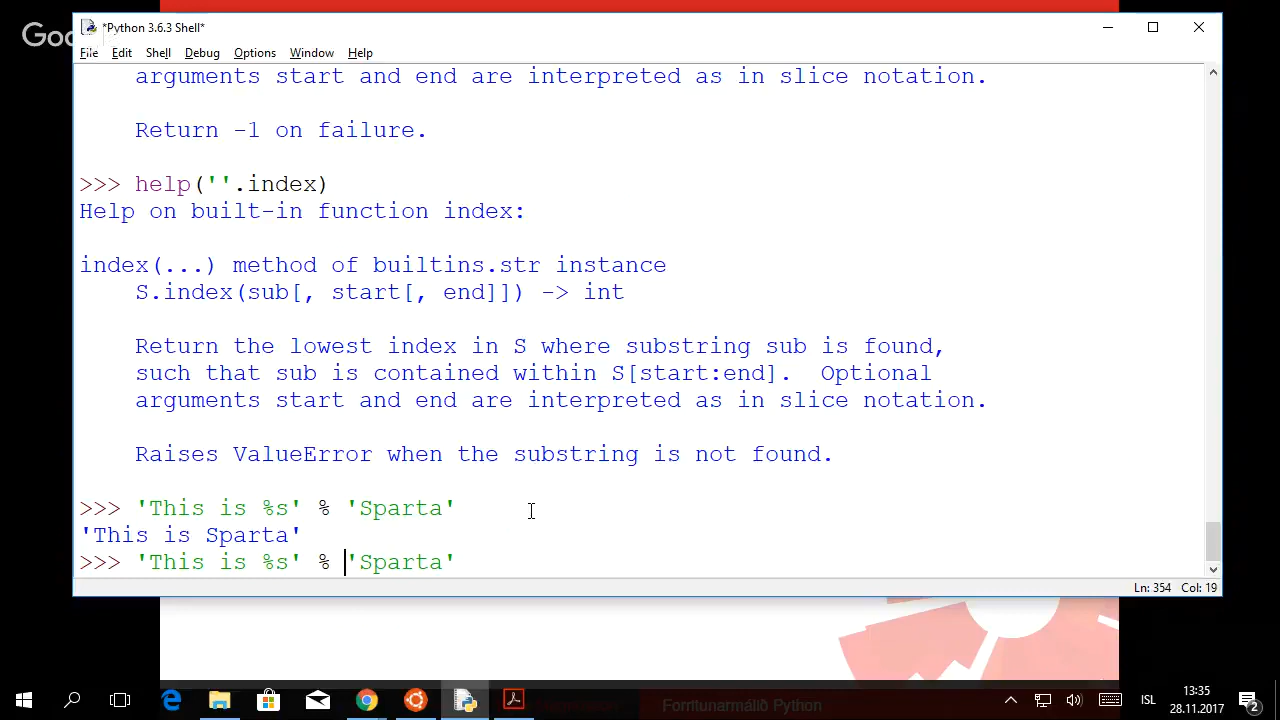 Goo
*Python 3.6.3 Shell*
File Edit Shell Debug Options Window Help
arguments start and end are interpreted as in slice notation.
Return -1 on failure.
>>> help(''.index)
Help on built-in function index:
index(...) method of builtins.str instance
S.index(sub[, start[, end]]) -> int
Return the lowest index in S where substring sub is found,
such that sub is contained within S[start:end].  Optional
arguments start and end are interpreted as in slice notation.
Raises ValueError when the substring is not found.
>>> 'This is %s' % 'Sparta'
'This is Sparta'
>>> 'This is %s' % 'Sparta'
Ln: 354 Col: 19
Forritunarmálið Python
ISL
13:35
28.11.2017
2